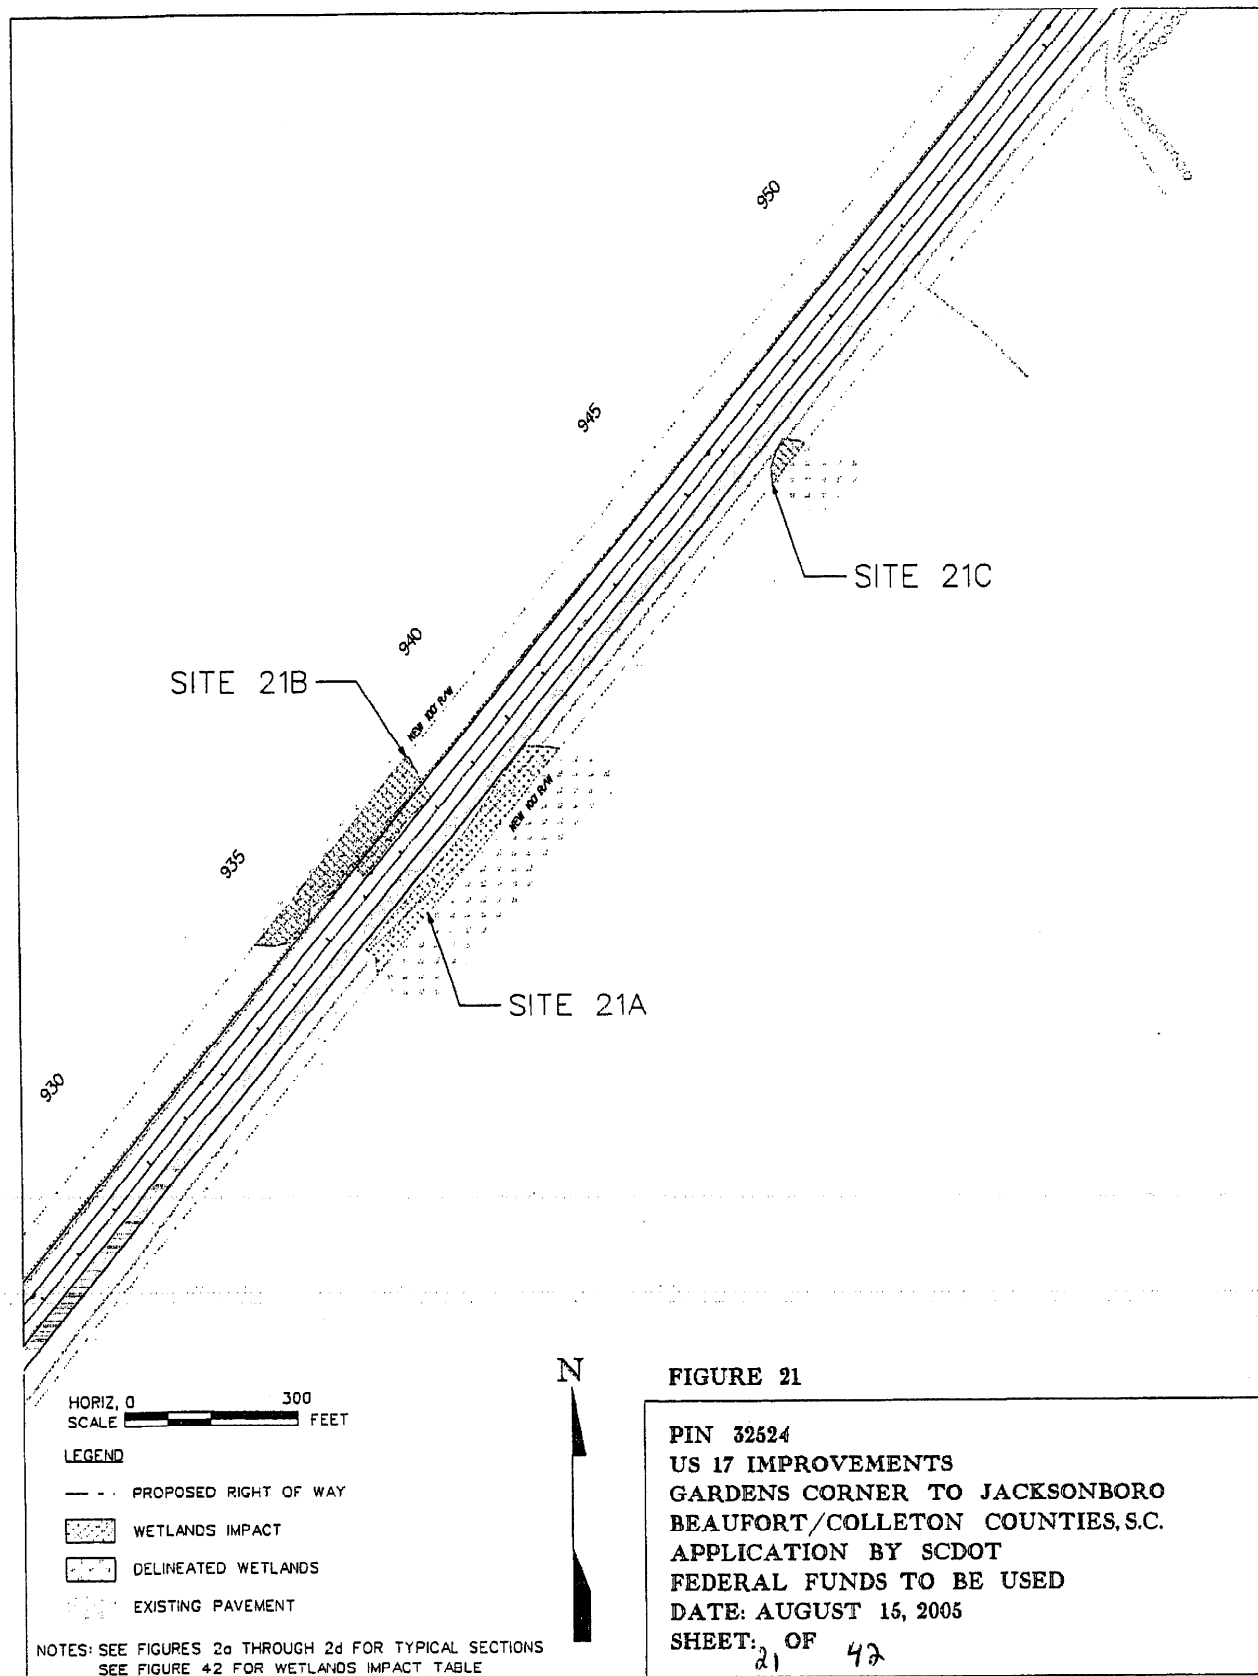 950
945
940
SITE 21C
SITE 21B
NEW 100' R/W
NEW 100' R/W
935
SITE 21A
930
HORIZ. 0 300
SCALE FEET
LEGEND
PROPOSED RIGHT OF WAY
WETLANDS IMPACT
DELINEATED WETLANDS
EXISTING PAVEMENT
NOTES: SEE FIGURES 2a THROUGH 2d FOR TYPICAL SECTIONS
SEE FIGURE 42 FOR WETLANDS IMPACT TABLE
N
FIGURE 21
PIN 32524
US 17 IMPROVEMENTS
GARDENS CORNER TO JACKSONBORO
BEAUFORT/COLLETON COUNTIES, S.C.
APPLICATION BY SCDOT
FEDERAL FUNDS TO BE USED
DATE: AUGUST 15, 2005
SHEET: 21 OF 42